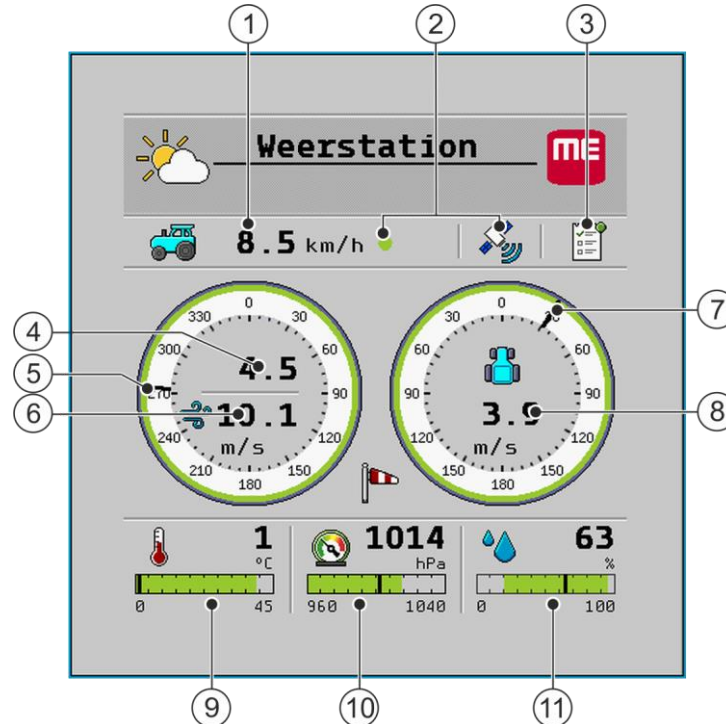 1 2 3
Weerstation ME
8.5 km/h
0 0
330 30 30 30
300 60 60 60
4 4.5 7
5 270 90 90 90
6 10.1 3.9 8
240 120 120 120
m/s m/s
210 150 150 150
180 180
1 1014 63
°C hPa %
0 45 960 1040 0 100
9 10 11